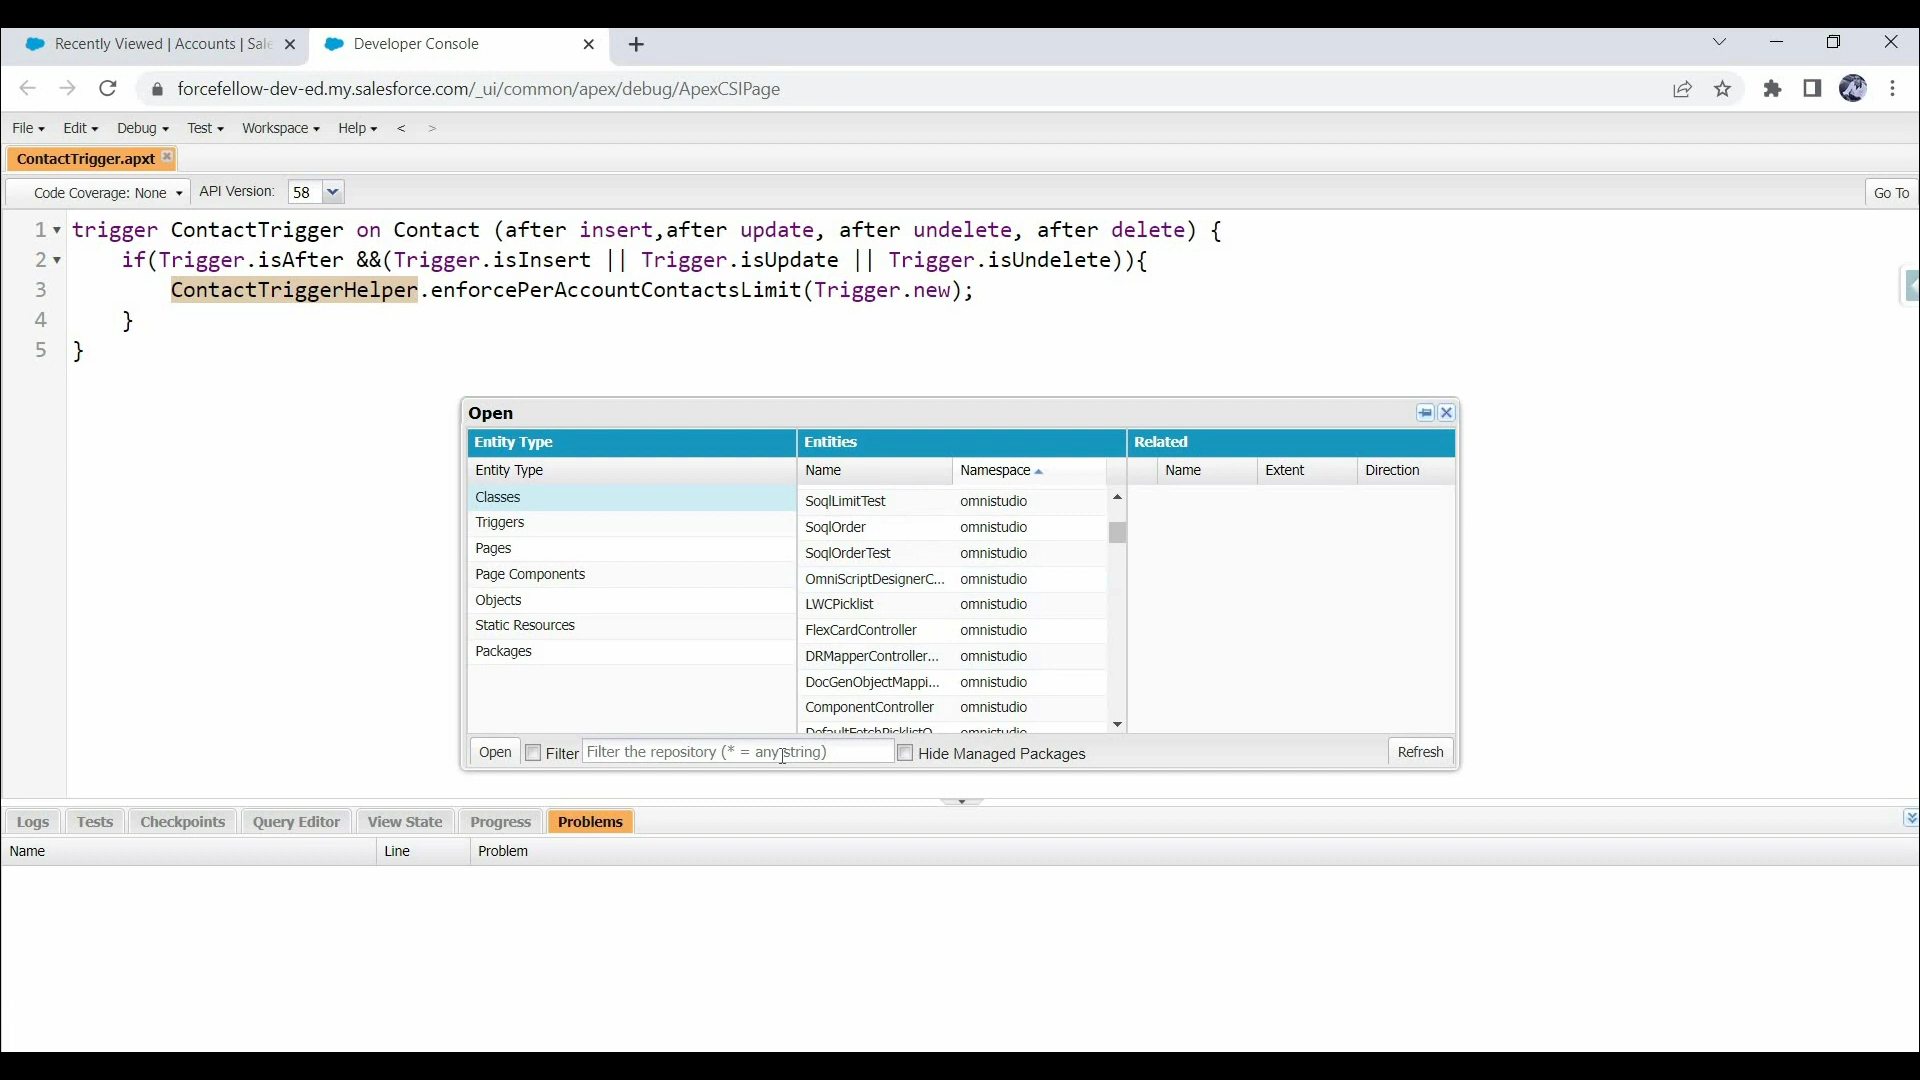 Recently Viewed | Accounts | Sale
Developer Console
forcefellow-dev-ed.my.salesforce.com/_ui/common/apex/debug/ApexCSIPage
File Edit Debug Test Workspace Help < >
ContactTrigger.apxt
Code Coverage: None API Version: 58 Go To
1 trigger ContactTrigger on Contact (after insert,after update, after undelete, after delete) {
2 if(Trigger.isAfter &&(Trigger.isInsert || Trigger.isUpdate || Trigger.isUndelete)){
3 ContactTriggerHelper.enforcePerAccountContactsLimit(Trigger.new);
4 }
5 }
Open
Entity Type Entities Related
Entity Type Name Namespace Name Extent Direction
Classes
Triggers
Pages
Page Components
Objects
Static Resources
Packages
SoqlLimitTest omnistudio
SoqlOrder omnistudio
SoqlOrderTest omnistudio
OmniScriptDesignerC... omnistudio
LWCPicklist omnistudio
FlexCardController omnistudio
DRMapperController... omnistudio
DocGenObjectMappi... omnistudio
ComponentController omnistudio
DefaultFetchPicklistO... omnistudio
Open Filter Filter the repository (* = any string) Hide Managed Packages Refresh
Logs Tests Checkpoints Query Editor View State Progress Problems
Name Line Problem